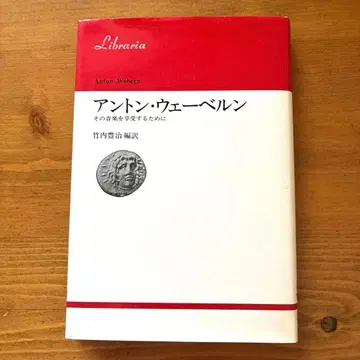 Libraria
Anton Webern
アントン・ウェーベルン
その音楽を享受するために
竹内豊治 編訳